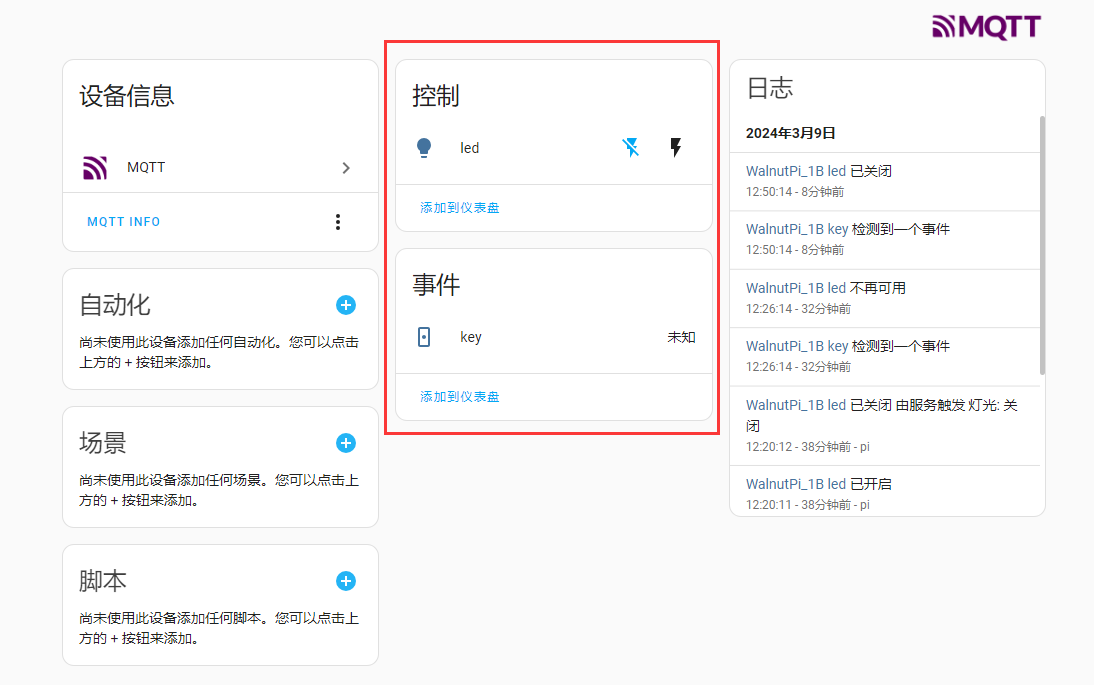 MQTT
设备信息
MQTT
MQTT INFO
自动化
尚未使用此设备添加任何自动化。您可以点击
上方的 + 按钮来添加。
场景
尚未使用此设备添加任何场景。您可以点击上
方的 + 按钮来添加。
脚本
尚未使用此设备添加任何脚本。您可以点击上
方的 + 按钮来添加。
控制
led
添加到仪表盘
事件
key 未知
添加到仪表盘
日志
2024年3月9日
WalnutPi_1B led 已关闭
12:50:14 - 8分钟前
WalnutPi_1B key 检测到一个事件
12:50:14 - 8分钟前
WalnutPi_1B led 不再可用
12:26:14 - 32分钟前
WalnutPi_1B key 检测到一个事件
12:26:14 - 32分钟前
WalnutPi_1B led 已关闭 由服务触发 灯光: 关
闭
12:20:12 - 38分钟前 - pi
WalnutPi_1B led 已开启
12:20:11 - 38分钟前 - pi